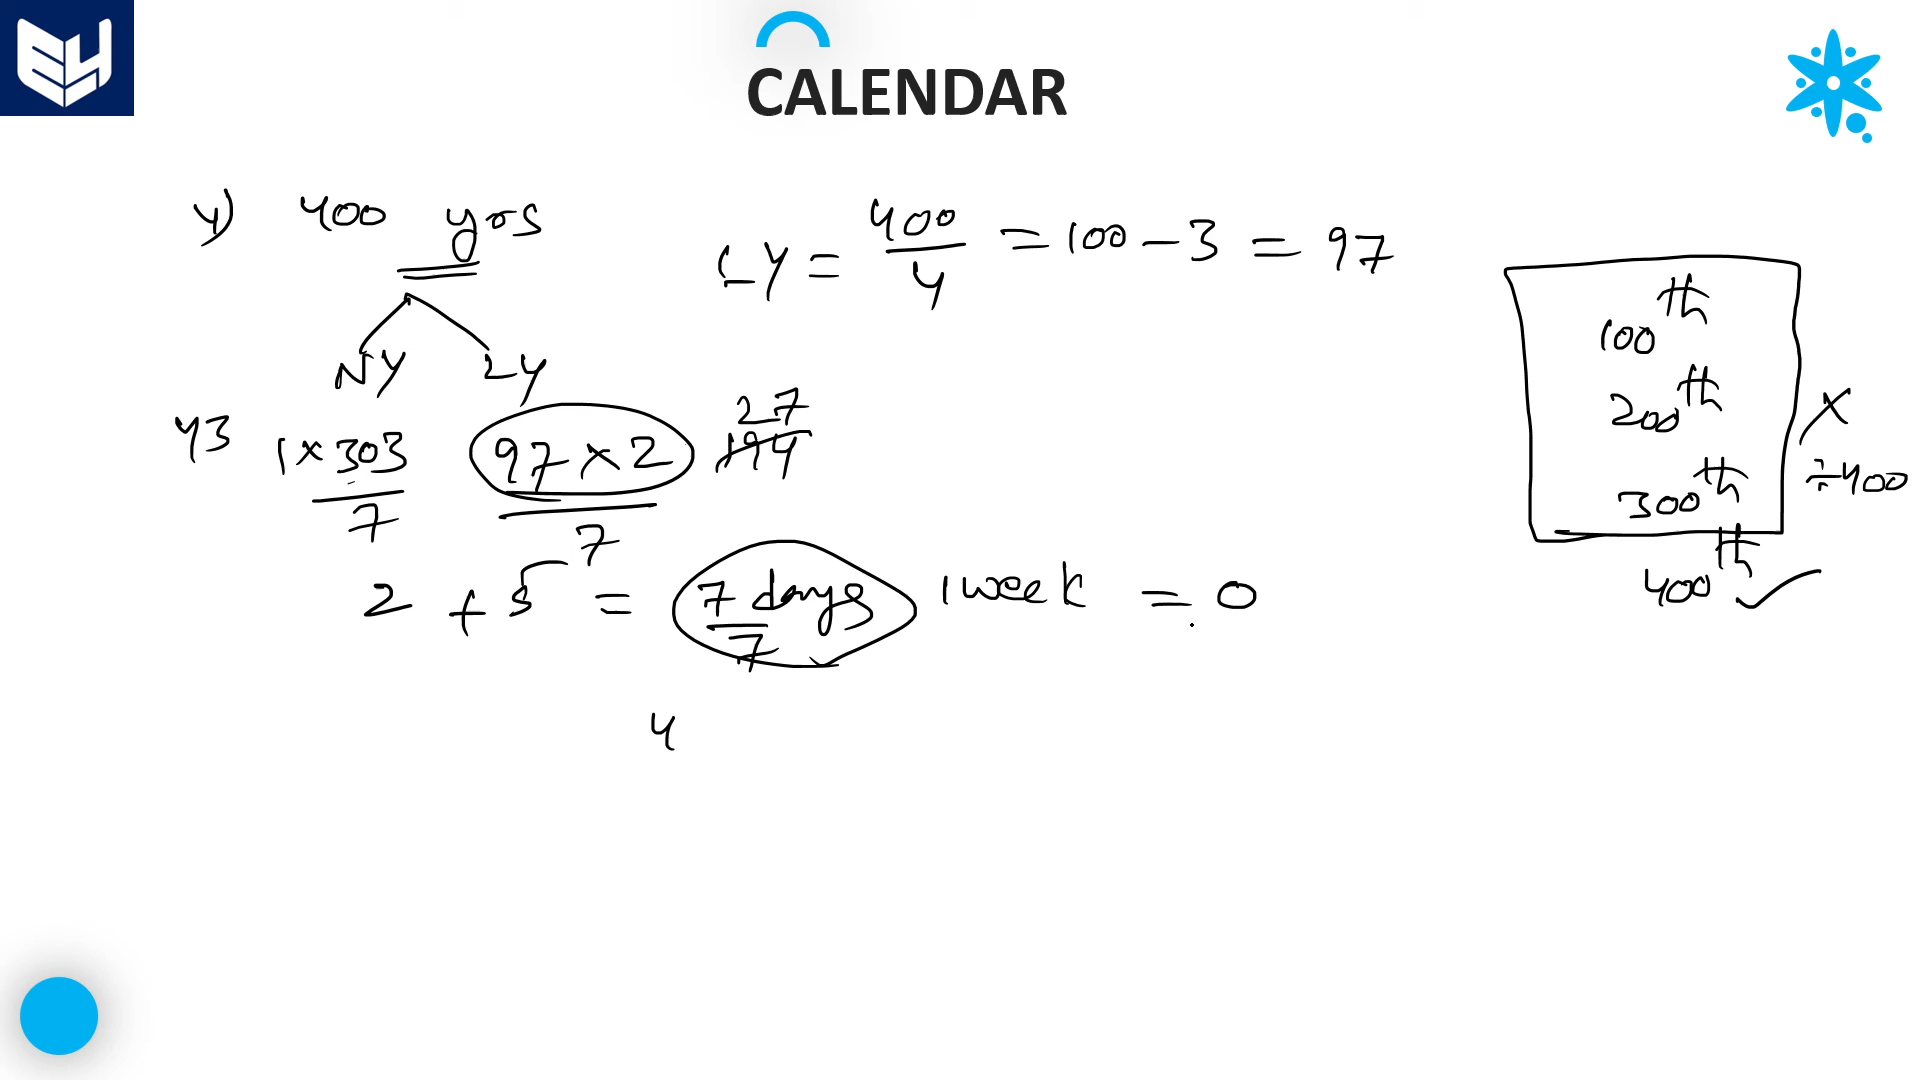 CALENDAR
4) 400 yrs
LY = 400/4 = 100 - 3 = 97
NY LY
43 1 x 303/7 97 x 2/7 27 194
2 + 5 = 7 days/7 1 week = 0
4
100th
200th
300th
x
÷400
400th ✓